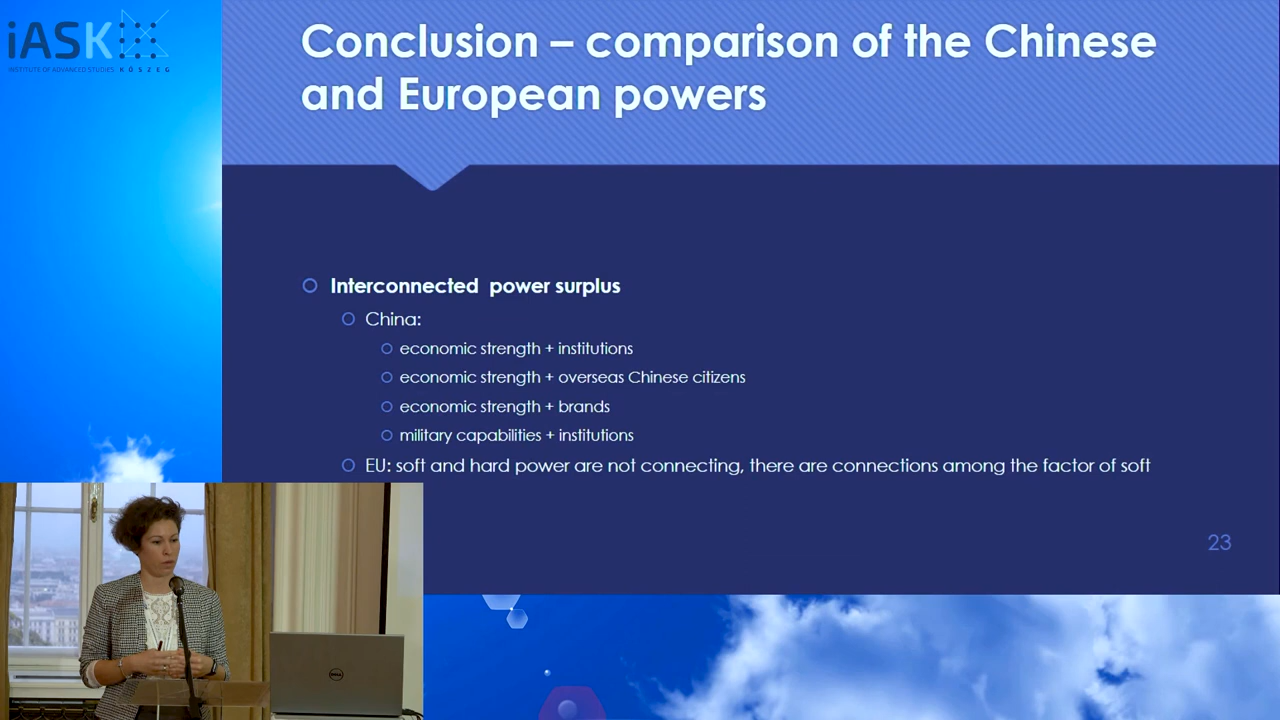 iASK
INSTITUTE OF ADVANCED STUDIES KŐSZEG
Conclusion – comparison of the Chinese
and European powers
Interconnected power surplus
China:
economic strength + institutions
economic strength + overseas Chinese citizens
economic strength + brands
military capabilities + institutions
EU: soft and hard power are not connecting, there are connections among the factor of soft
23
DELL